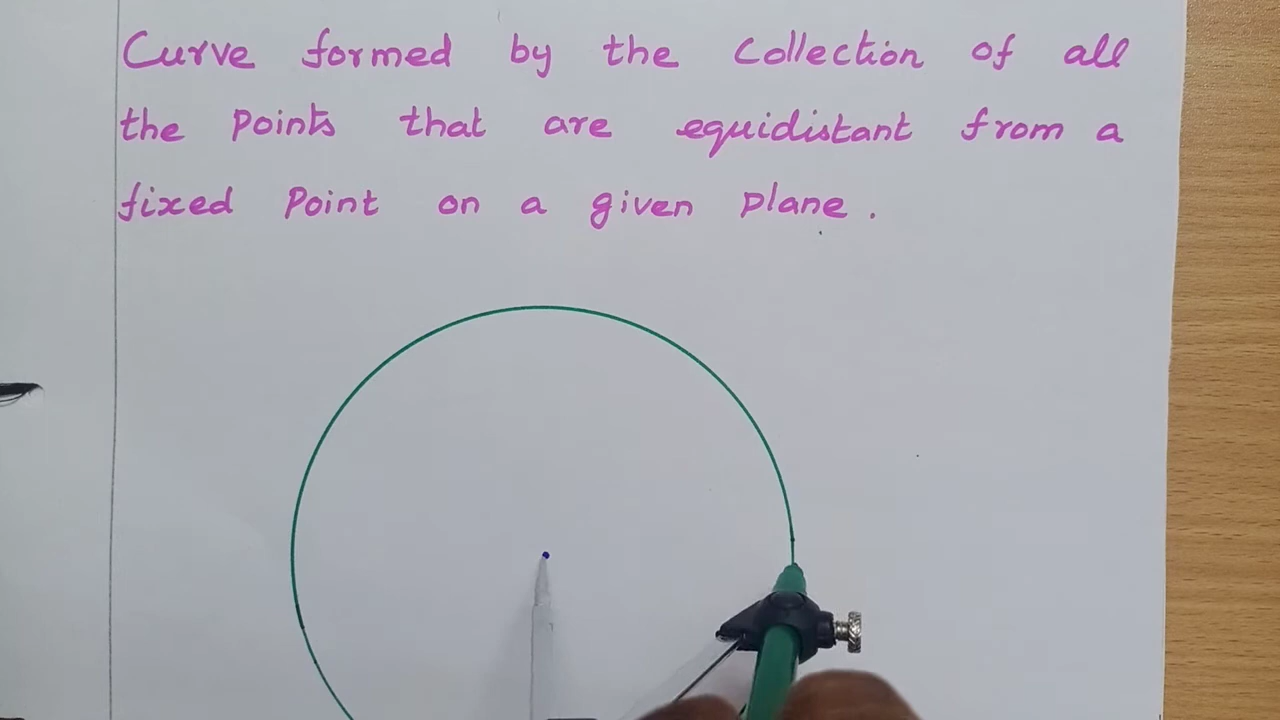 Curve formed by the Collection of all
the Points that are equidistant from a
fixed Point on a given Plane.